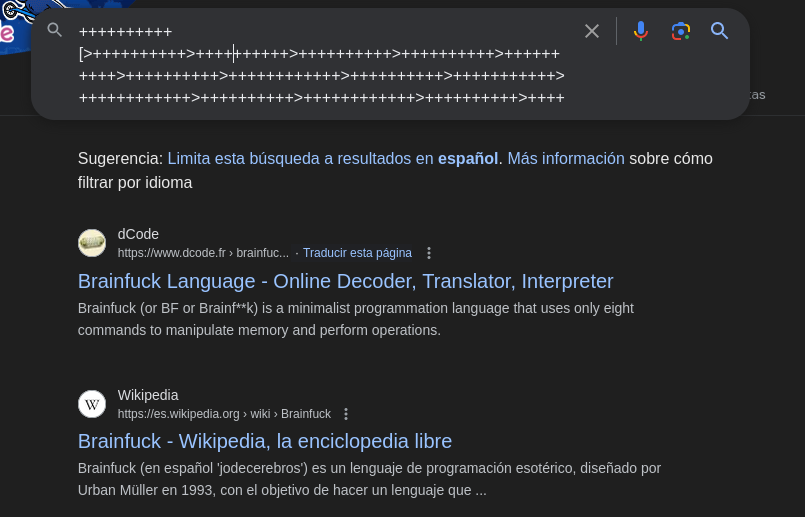 ++++++++++
[>++++++++++>++++++++++>++++++++++>++++++++++>++++++
++++>++++++++++>++++++++++++>++++++++++>+++++++++++>
++++++++++++>++++++++++>++++++++++++>++++++++++>++++
tas
Sugerencia: Limita esta búsqueda a resultados en español. Más información sobre cómo
filtrar por idioma
dCode
https://www.dcode.fr › brainfuc... · Traducir esta página
Brainfuck Language - Online Decoder, Translator, Interpreter
Brainfuck (or BF or Brainf**k) is a minimalist programmation language that uses only eight
commands to manipulate memory and perform operations.
W
Wikipedia
https://es.wikipedia.org › wiki › Brainfuck
Brainfuck - Wikipedia, la enciclopedia libre
Brainfuck (en español 'jodecerebros') es un lenguaje de programación esotérico, diseñado por
Urban Müller en 1993, con el objetivo de hacer un lenguaje que ...